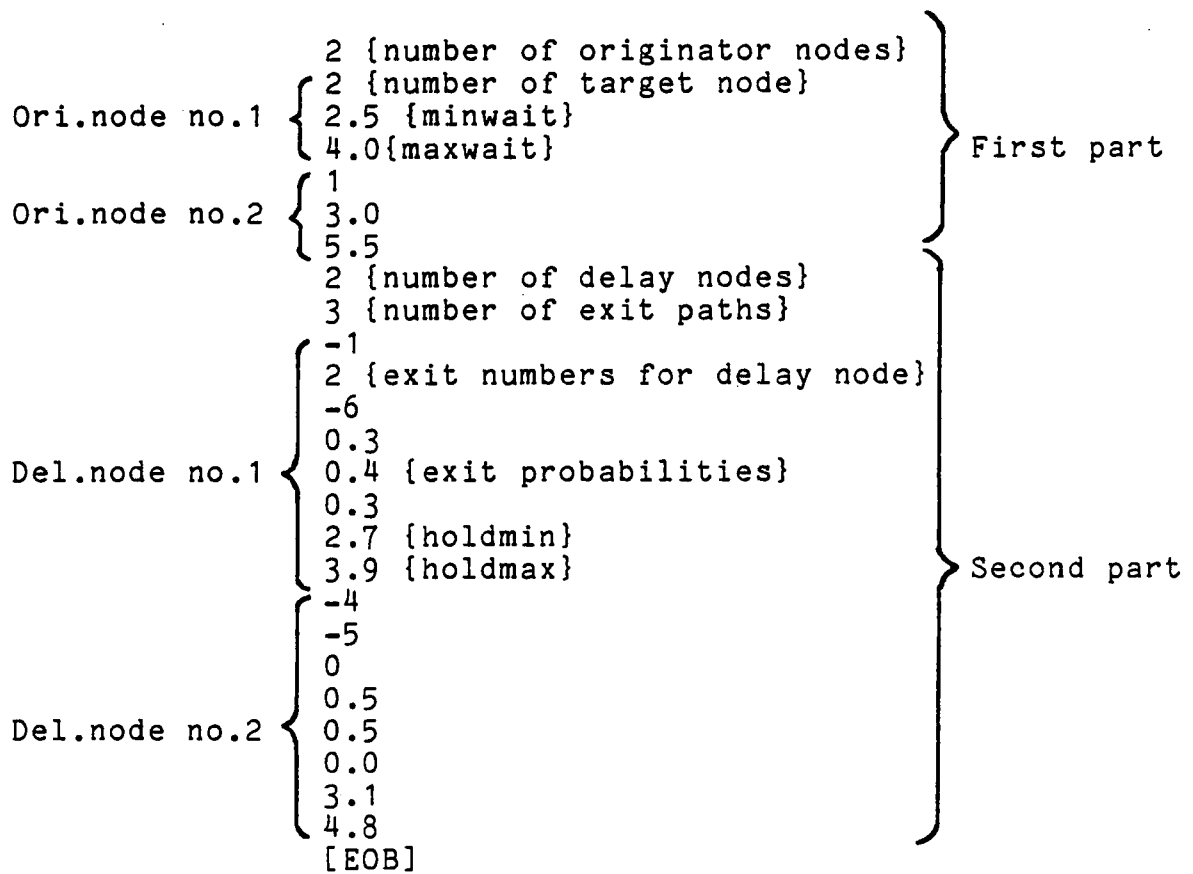 2 {number of originator nodes}
2 {number of target node}
Ori.node no.1 2.5 {minwait}
4.0{maxwait} First part
1
Ori.node no.2 3.0
5.5
2 {number of delay nodes}
3 {number of exit paths}
-1
2 {exit numbers for delay node}
-6
0.3
Del.node no.1 0.4 {exit probabilities}
0.3
2.7 {holdmin}
3.9 {holdmax} Second part
-4
-5
0
0.5
Del.node no.2 0.5
0.0
3.1
4.8
[EOB]